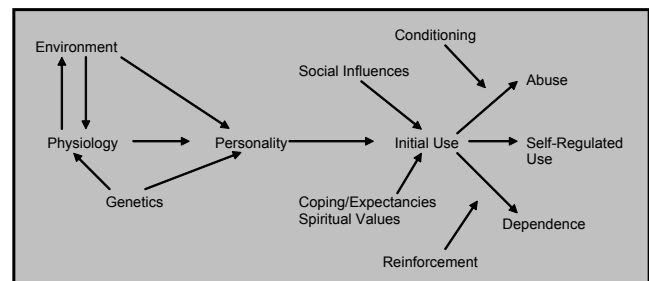 Conditioning
Environment
Social Influences
Abuse
Physiology
Personality
Initial Use
Self-Regulated
Use
Genetics
Coping/Expectancies
Spiritual Values
Dependence
Reinforcement